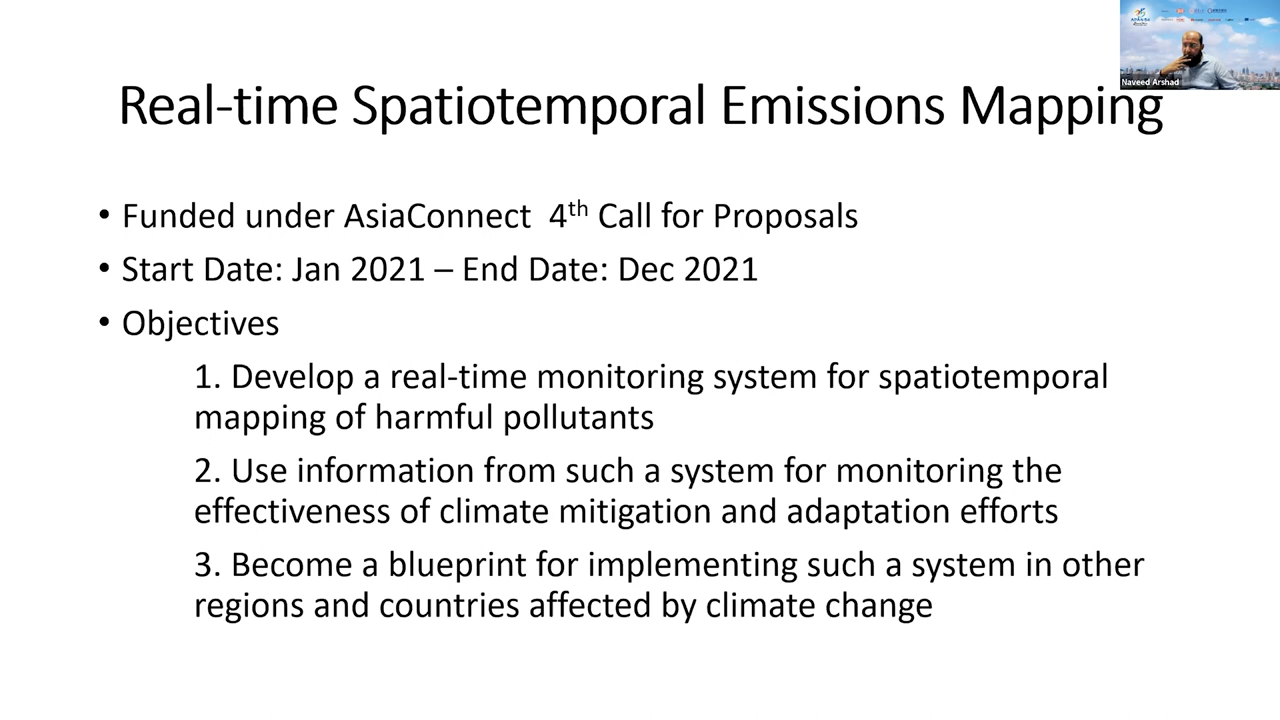 Real-time Spatiotemporal Emissions Mapping
Naveed Arshad
• Funded under AsiaConnect 4th Call for Proposals
• Start Date: Jan 2021 – End Date: Dec 2021
• Objectives
1. Develop a real-time monitoring system for spatiotemporal
mapping of harmful pollutants
2. Use information from such a system for monitoring the
effectiveness of climate mitigation and adaptation efforts
3. Become a blueprint for implementing such a system in other
regions and countries affected by climate change